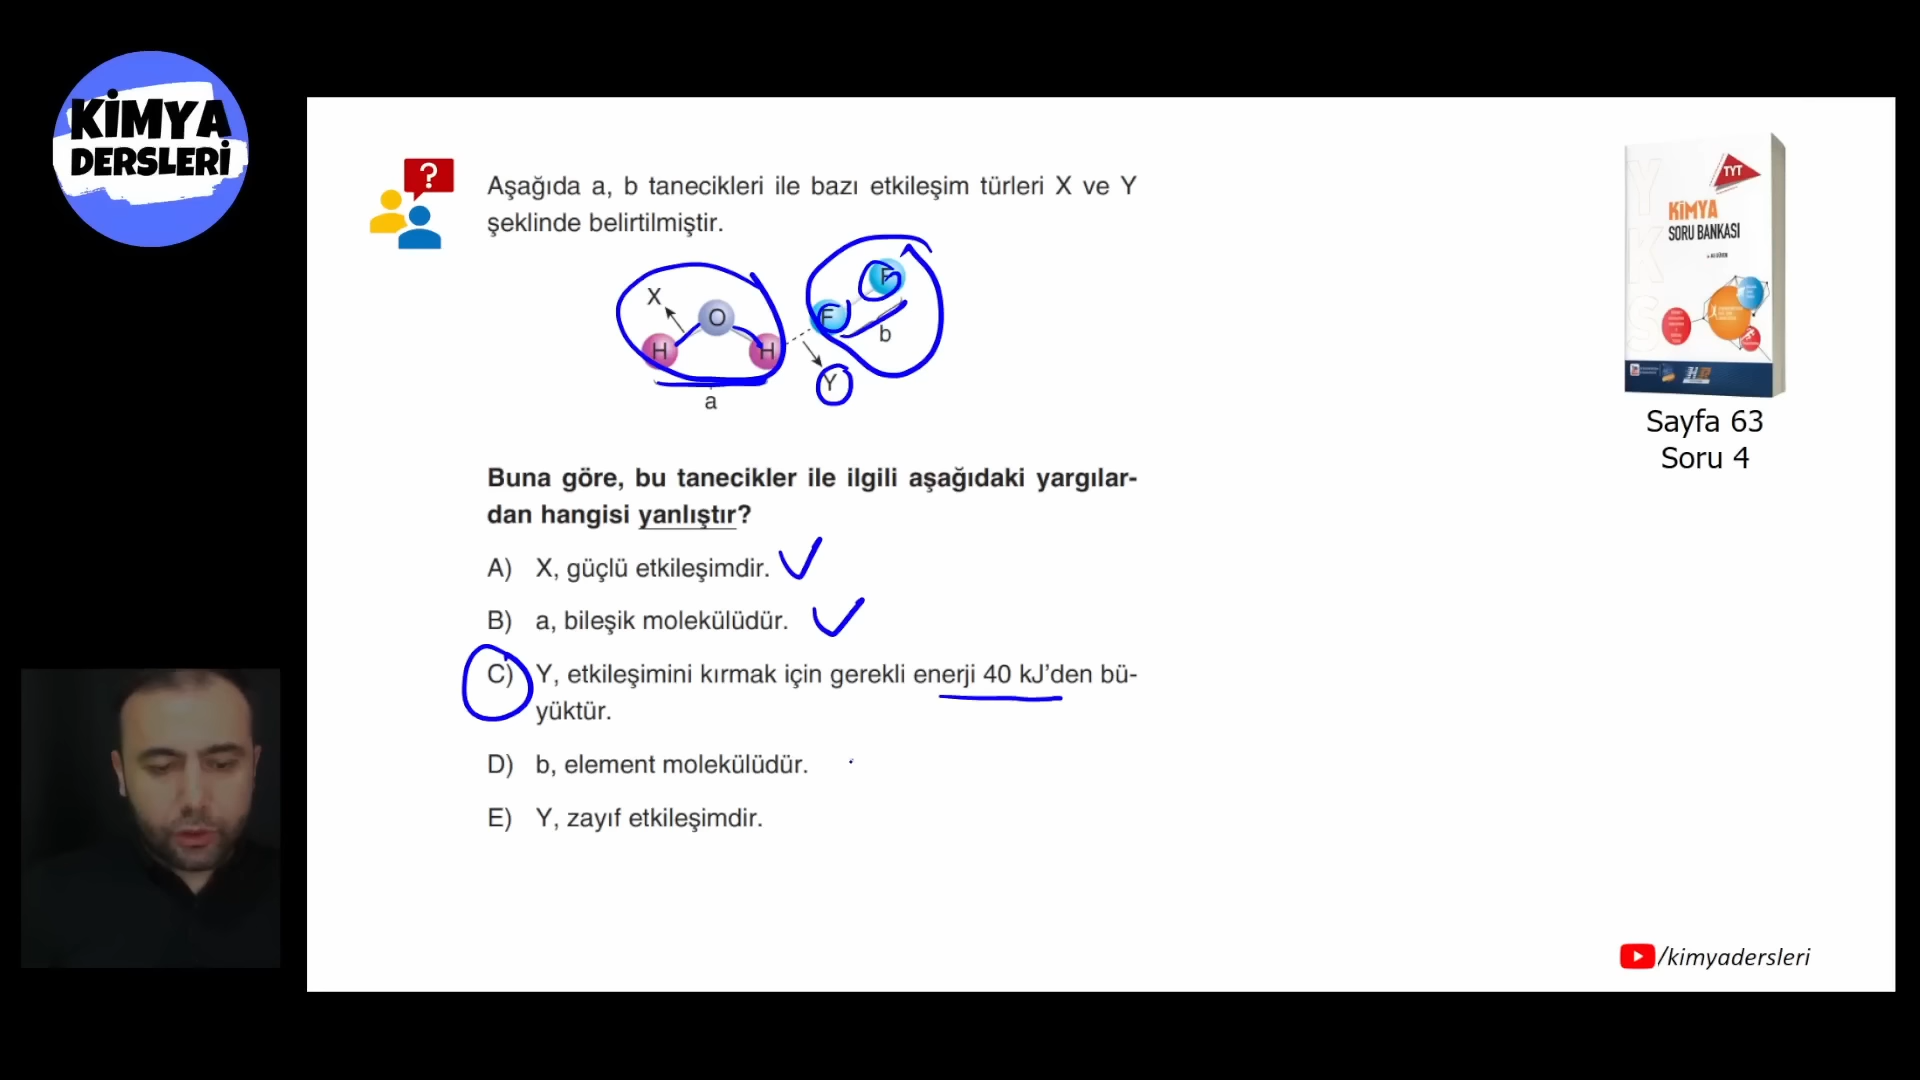 KİMYA
DERSLERİ
?
Aşağıda a, b tanecikleri ile bazı etkileşim türleri X ve Y
şeklinde belirtilmiştir.
X
O
H
H
F
F
b
Y
a
Buna göre, bu tanecikler ile ilgili aşağıdaki yargılar-
dan hangisi yanlıştır?
A) X, güçlü etkileşimdir.
B) a, bileşik molekülüdür.
C) Y, etkileşimini kırmak için gerekli enerji 40 kJ'den bü-
yüktür.
D) b, element molekülüdür.
E) Y, zayıf etkileşimdir.
YKS
TYT
KİMYA
SORU BANKASI
Sayfa 63
Soru 4
/kimyadersleri